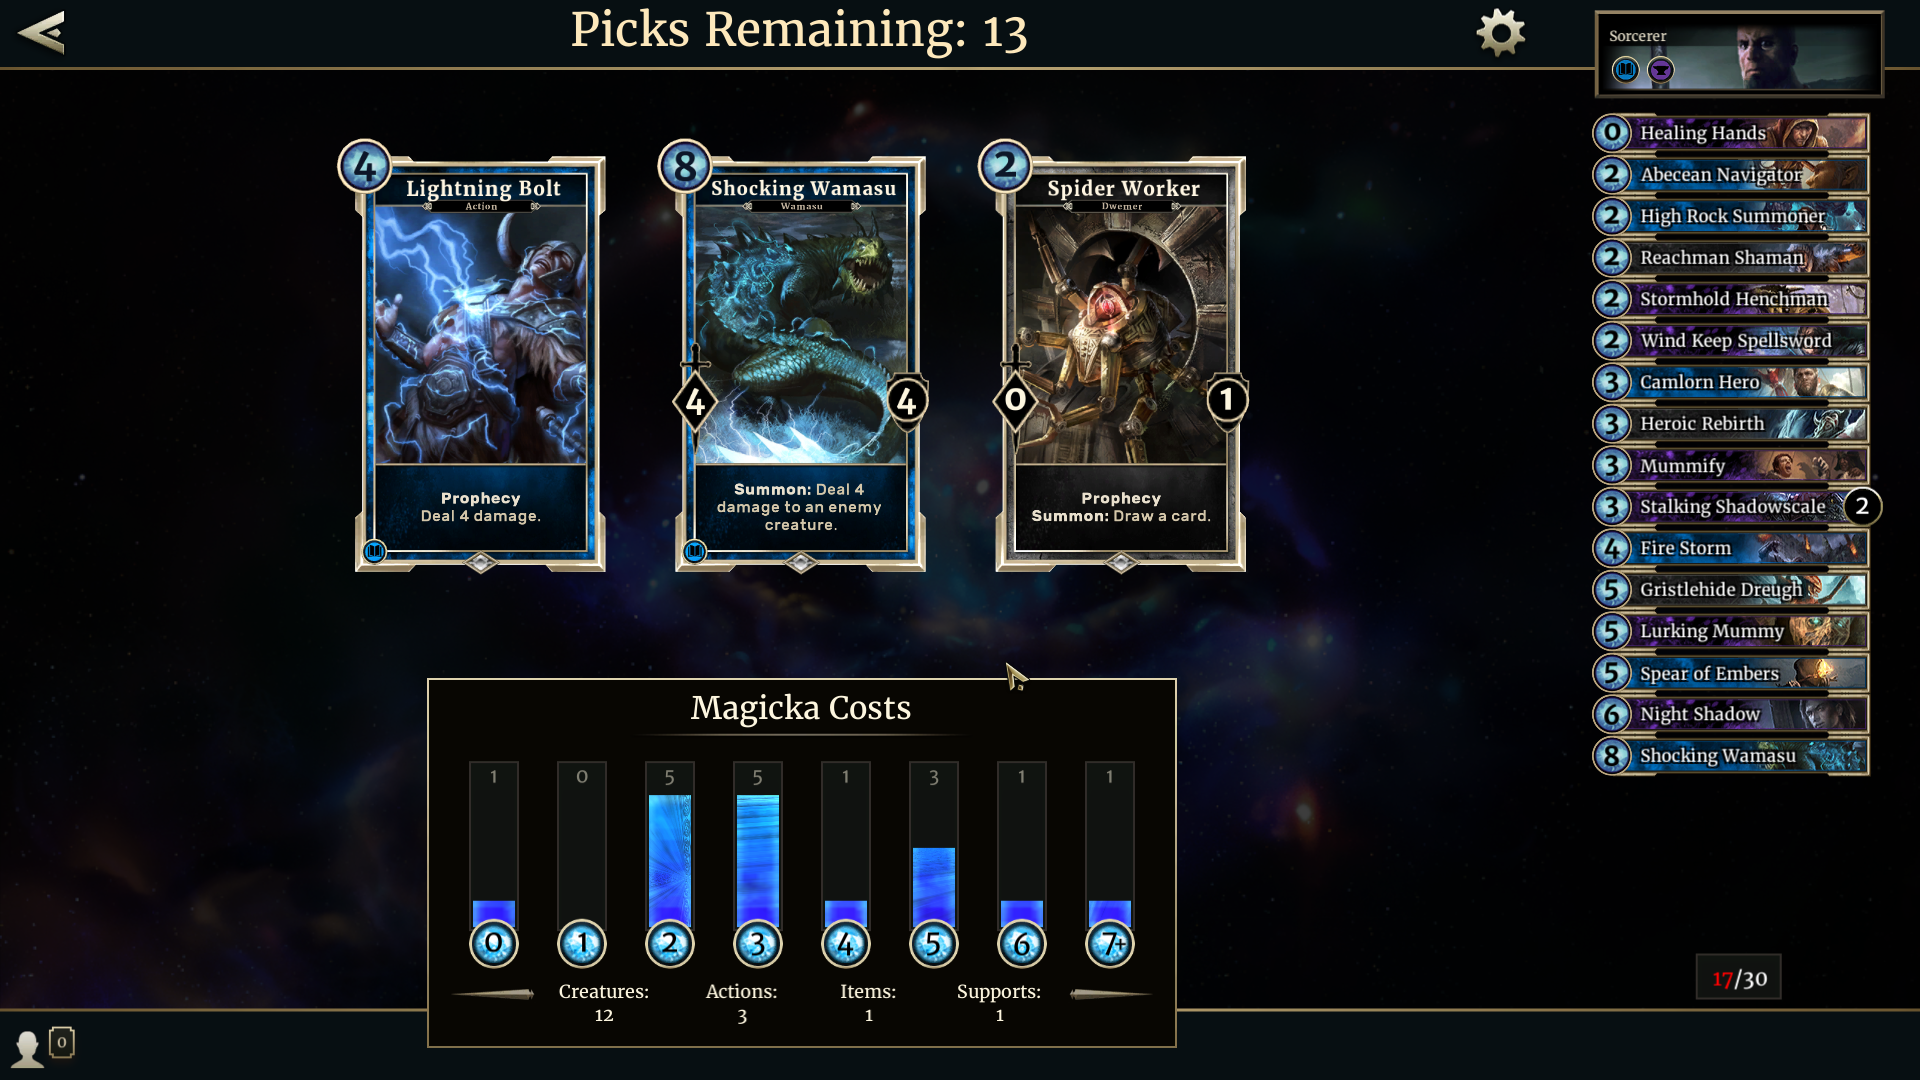 Picks Remaining: 13
Sorcerer
4
Lightning Bolt
Action
Prophecy
Deal 4 damage.
8
Shocking Wamasu
Wamasu
4
4
Summon: Deal 4
damage to an enemy
creature.
2
Spider Worker
Dwemer
0
1
Prophecy
Summon: Draw a card.
0 Healing Hands
2 Abecean Navigator
2 High Rock Summoner
2 Reachman Shaman
2 Stormhold Henchman
2 Wind Keep Spellsword
3 Camlorn Hero
3 Heroic Rebirth
3 Mummify
3 Stalking Shadowscale 2
4 Fire Storm
5 Gristlehide Dreugh
5 Lurking Mummy
5 Spear of Embers
6 Night Shadow
8 Shocking Wamasu
Magicka Costs
1 0 5 5 1 3 1 1
0 1 2 3 4 5 6 7+
Creatures: Actions: Items: Supports:
12 3 1 1
17/30
0